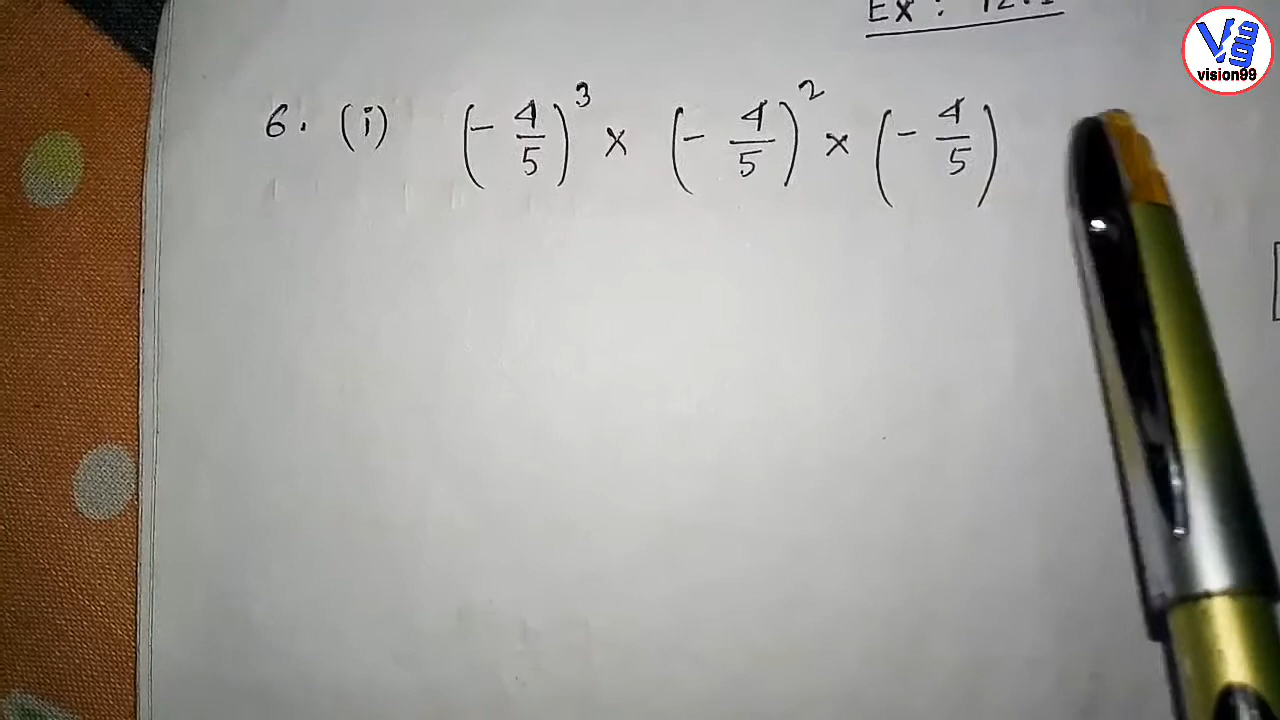 Ex :
6. (i) (- 4/5)³ × (- 4/5)² × (- 4/5)
vision99